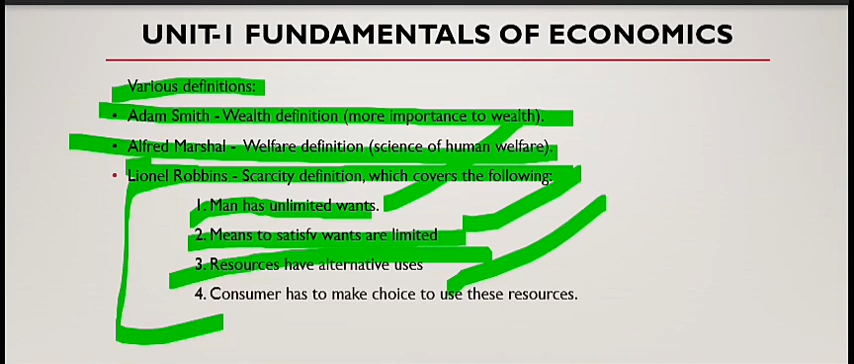 UNIT-1 FUNDAMENTALS OF ECONOMICS
Various definitions:
• Adam Smith - Wealth definition (more importance to wealth).
• Alfred Marshal - Welfare definition (science of human welfare).
• Lionel Robbins - Scarcity definition, which covers the following:
1. Man has unlimited wants.
2. Means to satisfy wants are limited
3. Resources have alternative uses
4. Consumer has to make choice to use these resources.